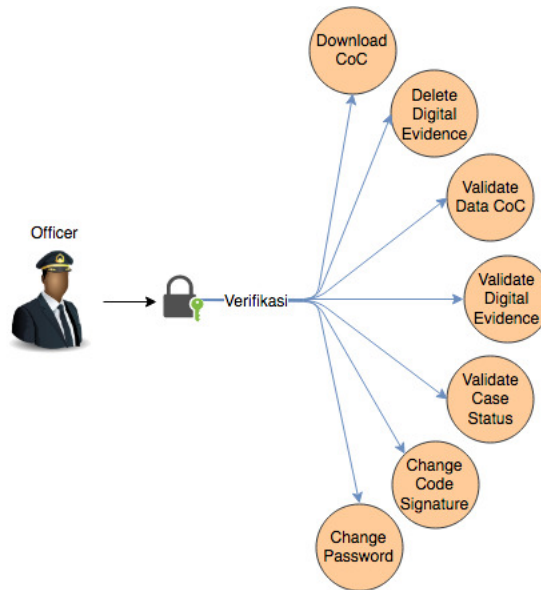 Download
CoC
Delete
Digital
Evidence
Validate
Data CoC
Officer
Validate
Digital
Evidence
Verifikasi
Validate
Case
Status
Change
Code
Signature
Change
Password